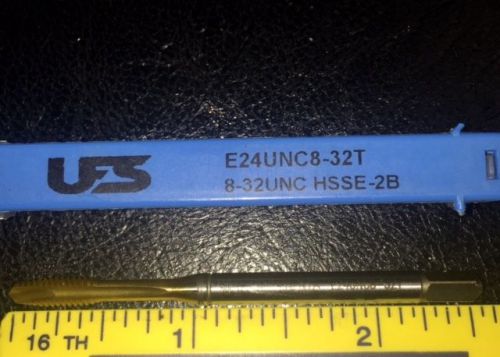 UFS
E24UNC8-32T
8-32UNC HSSE-2B
16 TH 1 2